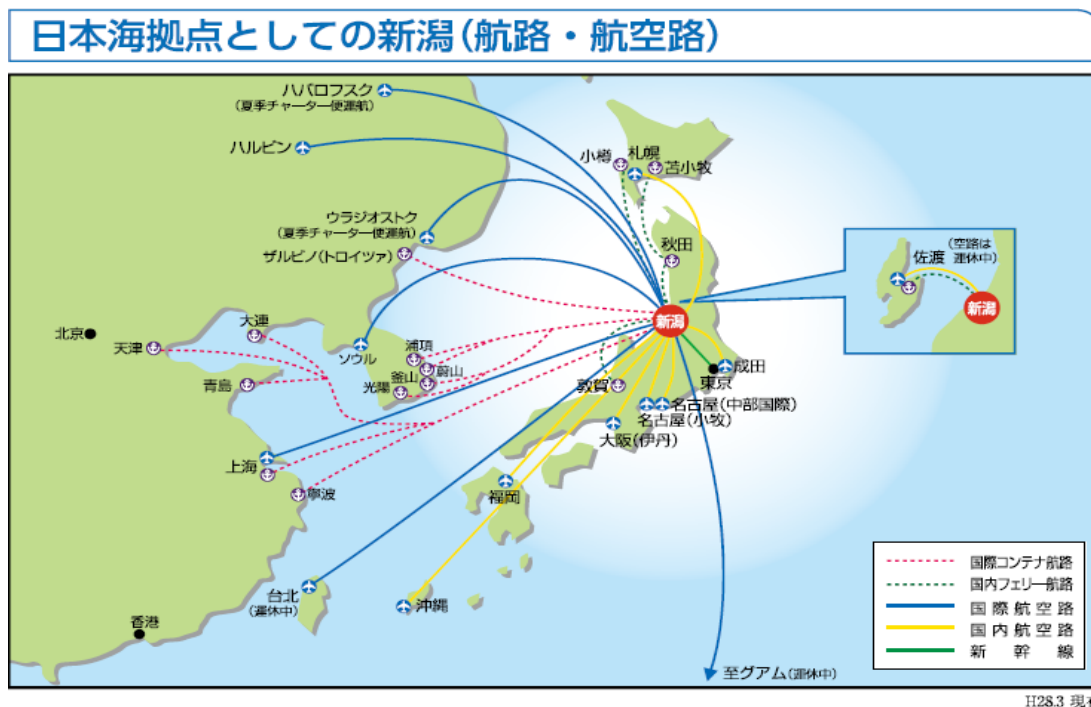 日本海拠点としての新潟(航路・航空路)
ハバロフスク
(夏季チャーター便運航)
ハルビン
小樽
札幌
苫小牧
ウラジオストク
(夏季チャーター便運航)
ザルビノ(トロイツァ)
秋田
佐渡
(空路は
運休中)
新潟
新潟
北京
天津
大連
青島
ソウル
浦項
釜山
蔚山
光陽
敦賀
成田
東京
名古屋(中部国際)
名古屋(小牧)
大阪(伊丹)
上海
寧波
福岡
台北
(運休中)
沖縄
香港
至グアム(運休中)
国際コンテナ航路
国内フェリー航路
国際航空路
国内航空路
新幹線
H28.3 現